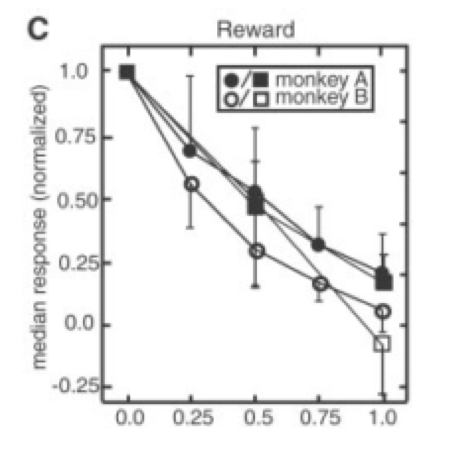 C
Reward
●/■ monkey A
○/□ monkey B
median response (normalized)
1.0
0.75
0.50
0.25
0.0
-0.25
0.0 0.25 0.5 0.75 1.0